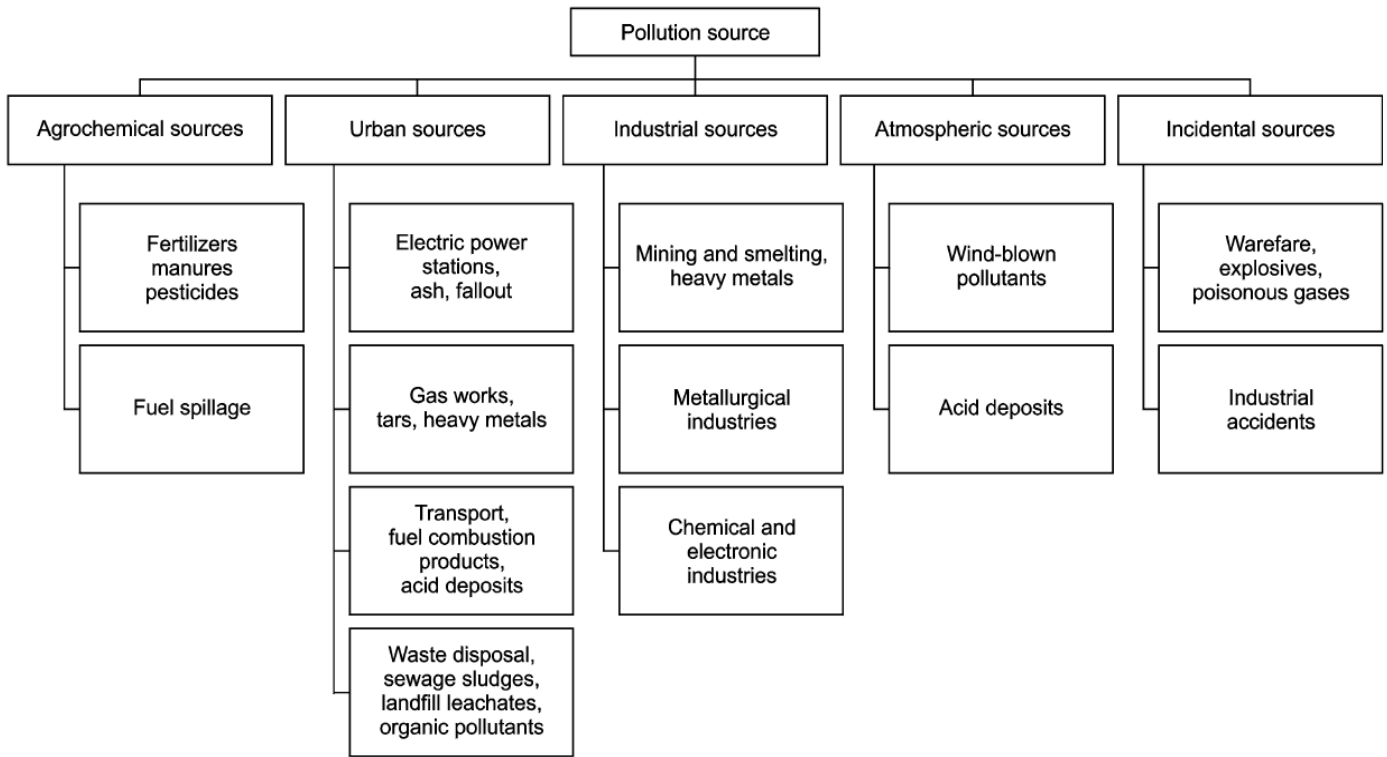 Pollution source
Agrochemical sources
Urban sources
Industrial sources
Atmospheric sources
Incidental sources
Fertilizers
manures
pesticides
Fuel spillage
Electric power
stations,
ash, fallout
Gas works,
tars, heavy metals
Transport,
fuel combustion
products,
acid deposits
Waste disposal,
sewage sludges,
landfill leachates,
organic pollutants
Mining and smelting,
heavy metals
Metallurgical
industries
Chemical and
electronic
industries
Wind-blown
pollutants
Acid deposits
Warefare,
explosives,
poisonous gases
Industrial
accidents